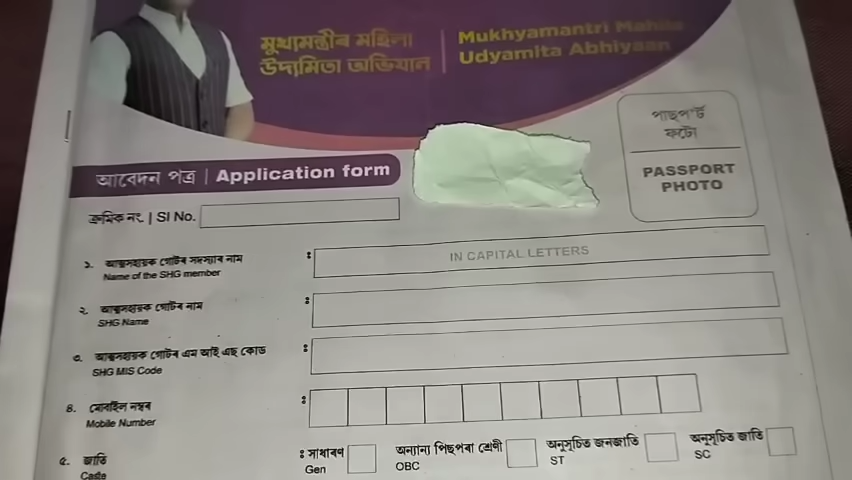 মুখ্যমন্ত্ৰীৰ মহিলা
উদ্যমিতা অভিযান
Mukhyamantri Mahila
Udyamita Abhiyaan
পাছপ'ৰ্ট
ফটো
PASSPORT
PHOTO
আবেদন পত্ৰ | Application form
ক্ৰমিক নং. | Sl No.
১. আত্মসহায়ক গোটৰ সদস্যাৰ নাম :
Name of the SHG member
IN CAPITAL LETTERS
২. আত্মসহায়ক গোটৰ নাম :
SHG Name
৩. আত্মসহায়ক গোটৰ এম আই এছ কোড :
SHG MIS Code
৪. মোবাইল নম্বৰ :
Mobile Number
৫. জাতি : সাধাৰণ অন্যান্য পিছপৰা শ্ৰেণী অনুসূচিত জনজাতি অনুসূচিত জাতি
Caste Gen OBC ST SC